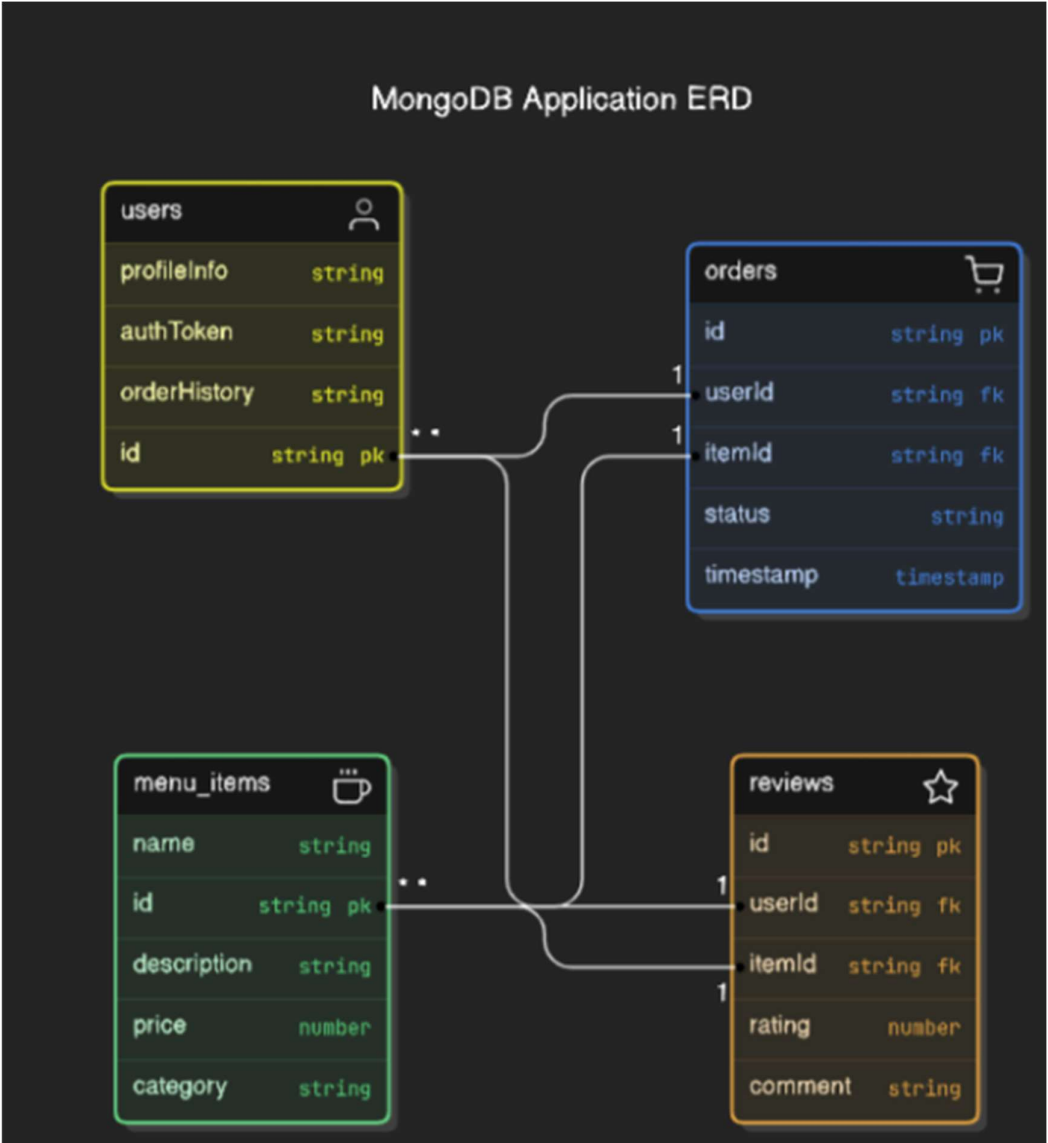 MongoDB Application ERD
users
profileInfo string
authToken string
orderHistory string
id string pk
orders
id string pk
1
userId string fk
1
itemId string fk
status string
timestamp timestamp
menu_items
name string
id string pk
description string
price number
category string
reviews
id string pk
1
userId string fk
itemId string fk
1
rating number
comment string